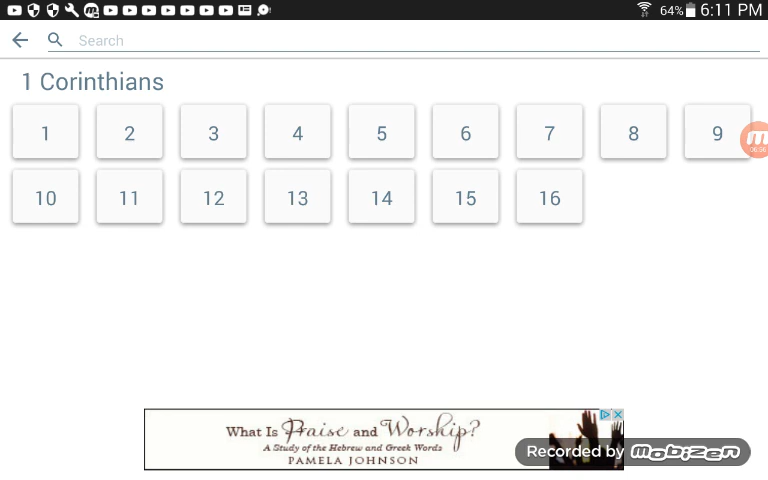 64% 6:11 PM
Search
1 Corinthians
1 2 3 4 5 6 7 8 9
10 11 12 13 14 15 16
What Is Praise and Worship?
A Study of the Hebrew and Greek Words
PAMELA JOHNSON
Recorded by mobizen